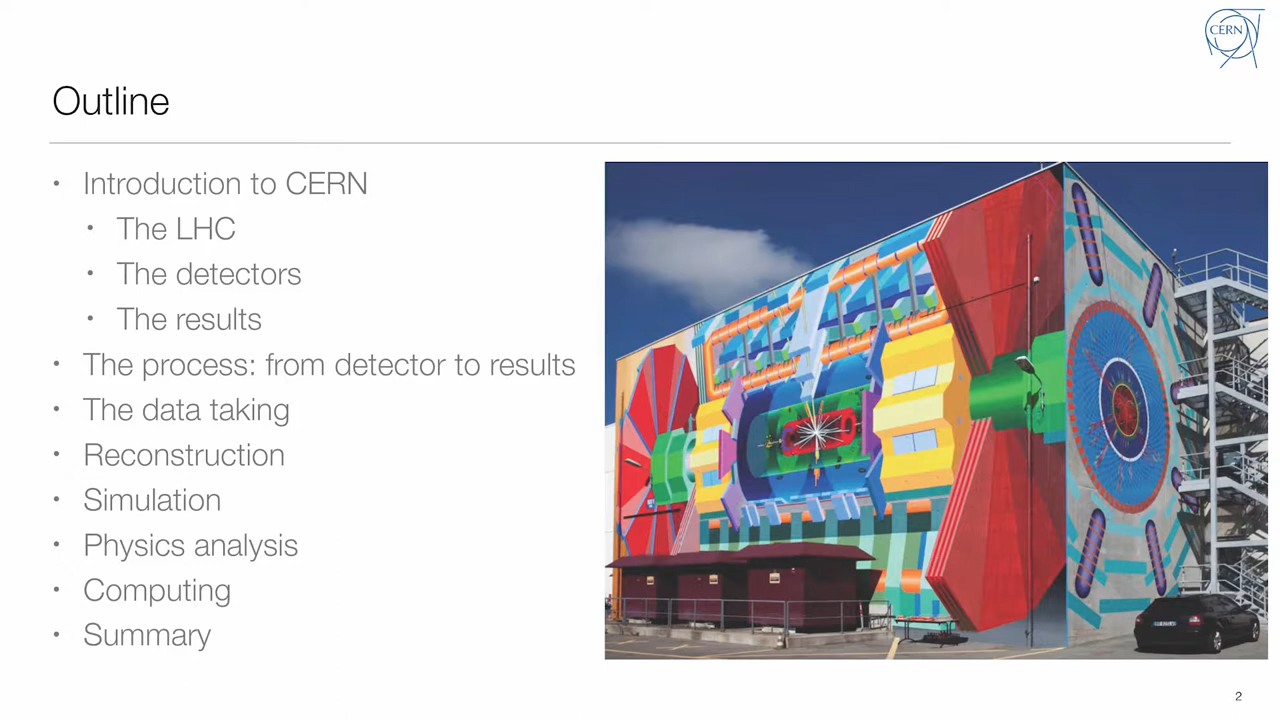 CERN
Outline
• Introduction to CERN
• The LHC
• The detectors
• The results
• The process: from detector to results
• The data taking
• Reconstruction
• Simulation
• Physics analysis
• Computing
• Summary
2